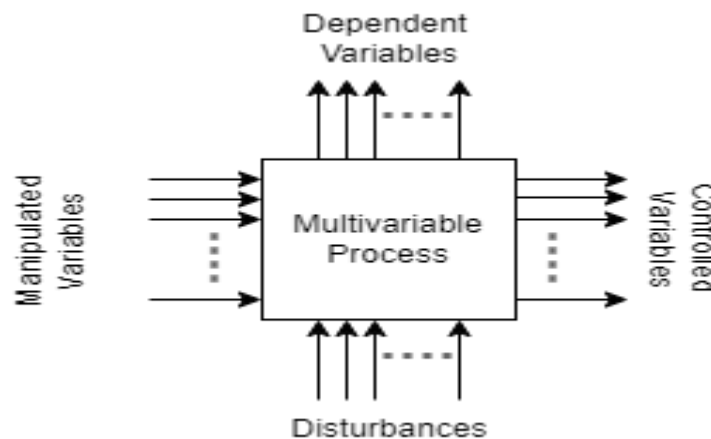 Dependent
Variables
Manipulated
Variables
Multivariable
Process
Controlled
Variables
Disturbances